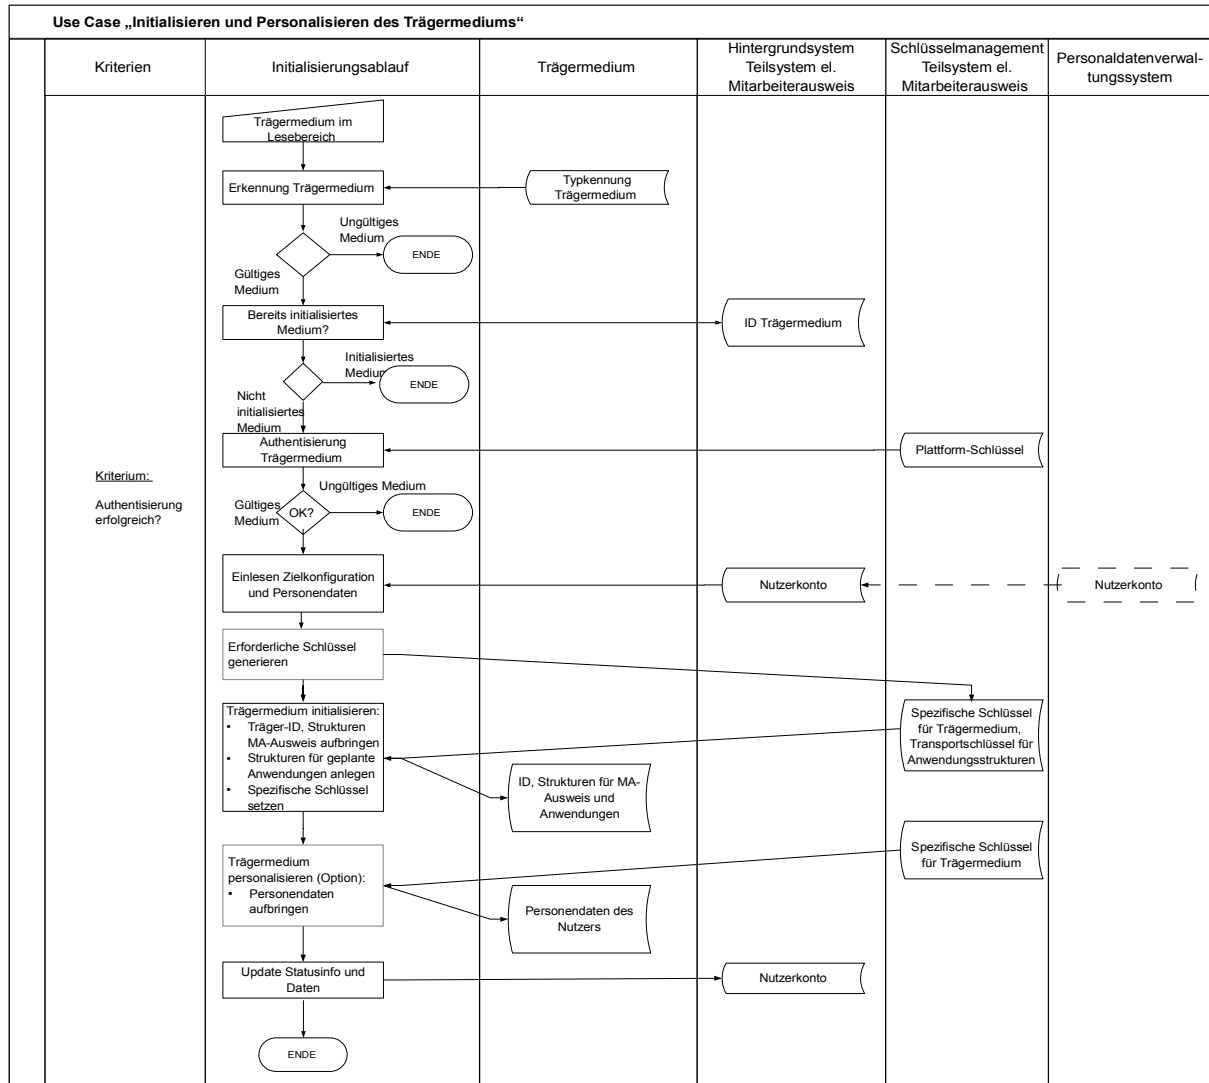 Use Case „Initialisieren und Personalisieren des Trägermediums“
Kriterien
Initialisierungsablauf
Trägermedium
Hintergrundsystem
Teilsystem el.
Mitarbeiterausweis
Schlüsselmanagement
Teilsystem el.
Mitarbeiterausweis
Personaldatenverwal-
tungssystem
Trägermedium im
Lesebereich
Erkennung Trägermedium
Typkennung
Trägermedium
Ungültiges
Medium
ENDE
Gültiges
Medium
Bereits initialisiertes
Medium?
ID Trägermedium
Initialisiertes
Medium
ENDE
Nicht
initialisiertes
Medium
Authentisierung
Trägermedium
Plattform-Schlüssel
Kriterium:
Authentisierung
erfolgreich?
Ungültiges Medium
Gültiges
Medium
OK?
ENDE
Einlesen Zielkonfiguration
und Personendaten
Nutzerkonto
Nutzerkonto
Erforderliche Schlüssel
generieren
Trägermedium initialisieren:
• Träger-ID, Strukturen
MA-Ausweis aufbringen
• Strukturen für geplante
Anwendungen anlegen
• Spezifische Schlüssel
setzen
Spezifische Schlüssel
für Trägermedium,
Transportschlüssel für
Anwendungsstrukturen
ID, Strukturen für MA-
Ausweis und
Anwendungen
Spezifische Schlüssel
für Trägermedium
Trägermedium
personalisieren (Option):
• Personendaten
aufbringen
Personendaten des
Nutzers
Update Statusinfo und
Daten
Nutzerkonto
ENDE